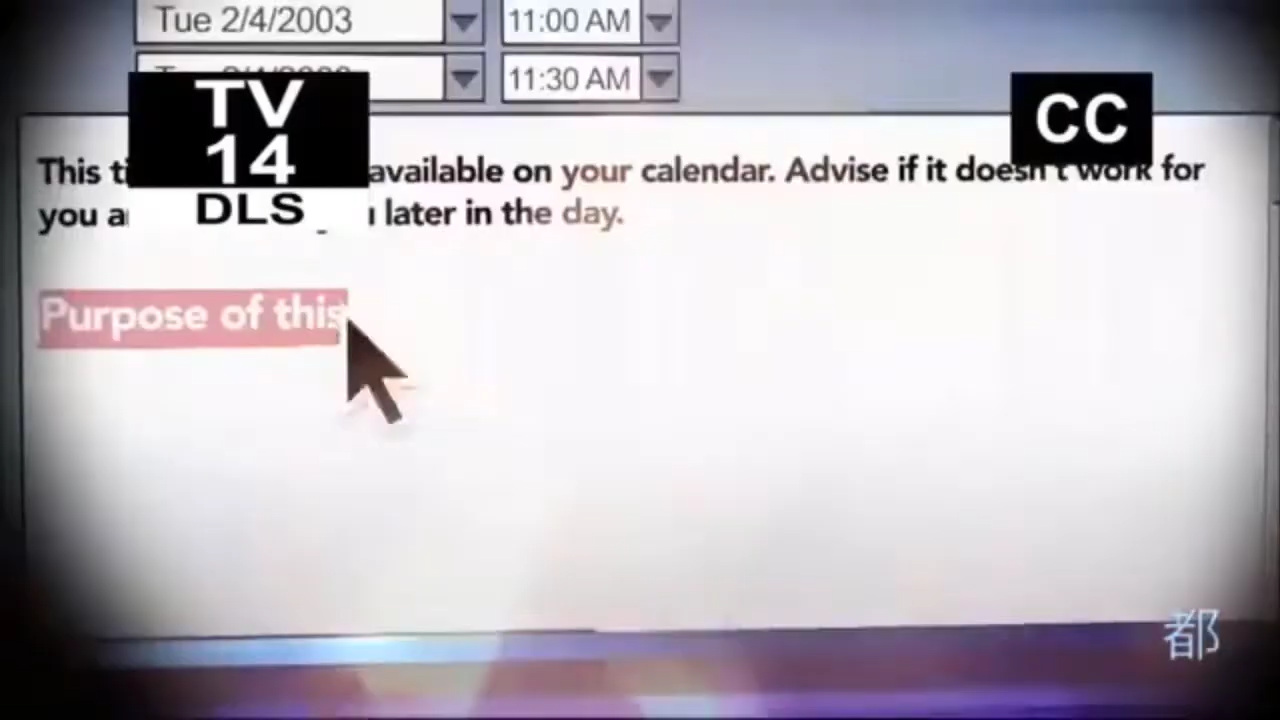 Tue 2/4/2003 11:00 AM
11:30 AM
TV
14
DLS
CC
This available on your calendar. Advise if it doesn't work for
you later in the day.
Purpose of this
都